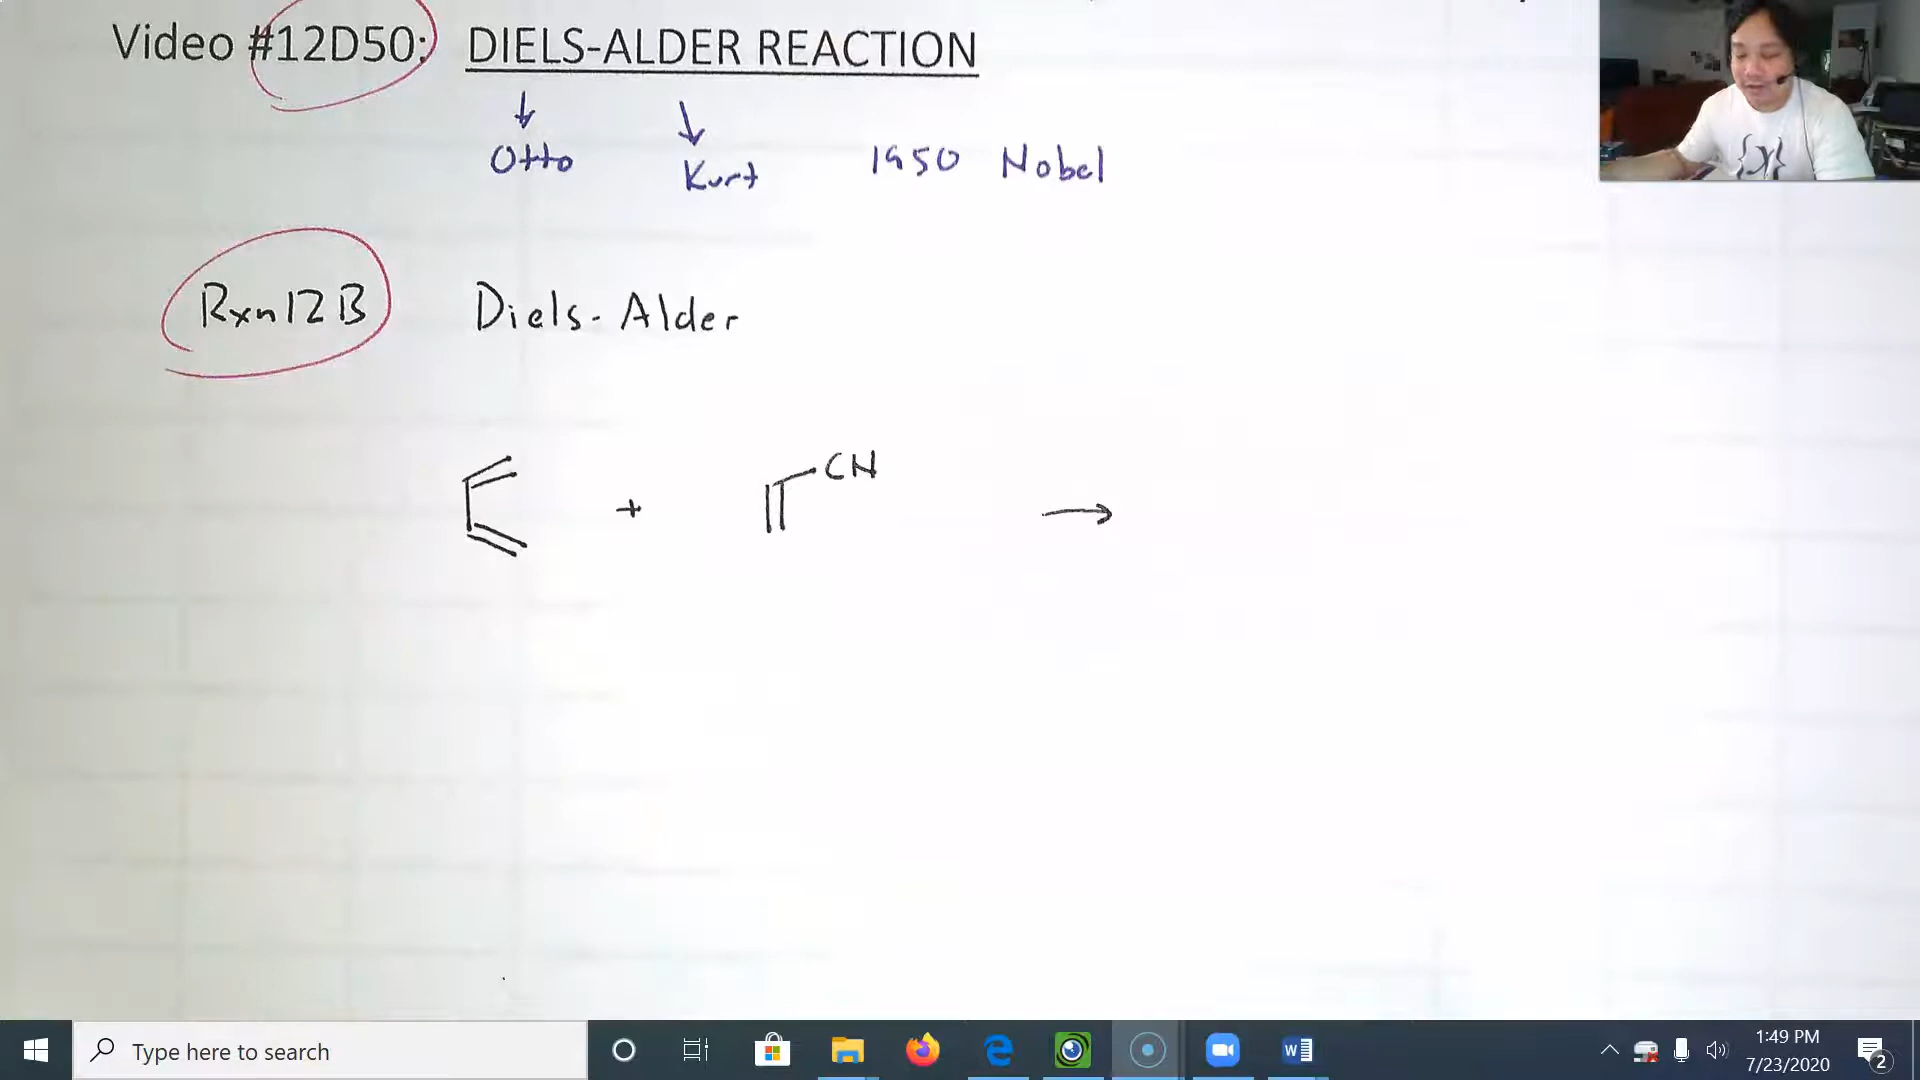 Video #12D50: DIELS-ALDER REACTION
Otto Kurt 1950 Nobel
Rxn12B Diels-Alder
+ CN →
Type here to search
1:49 PM
7/23/2020
2